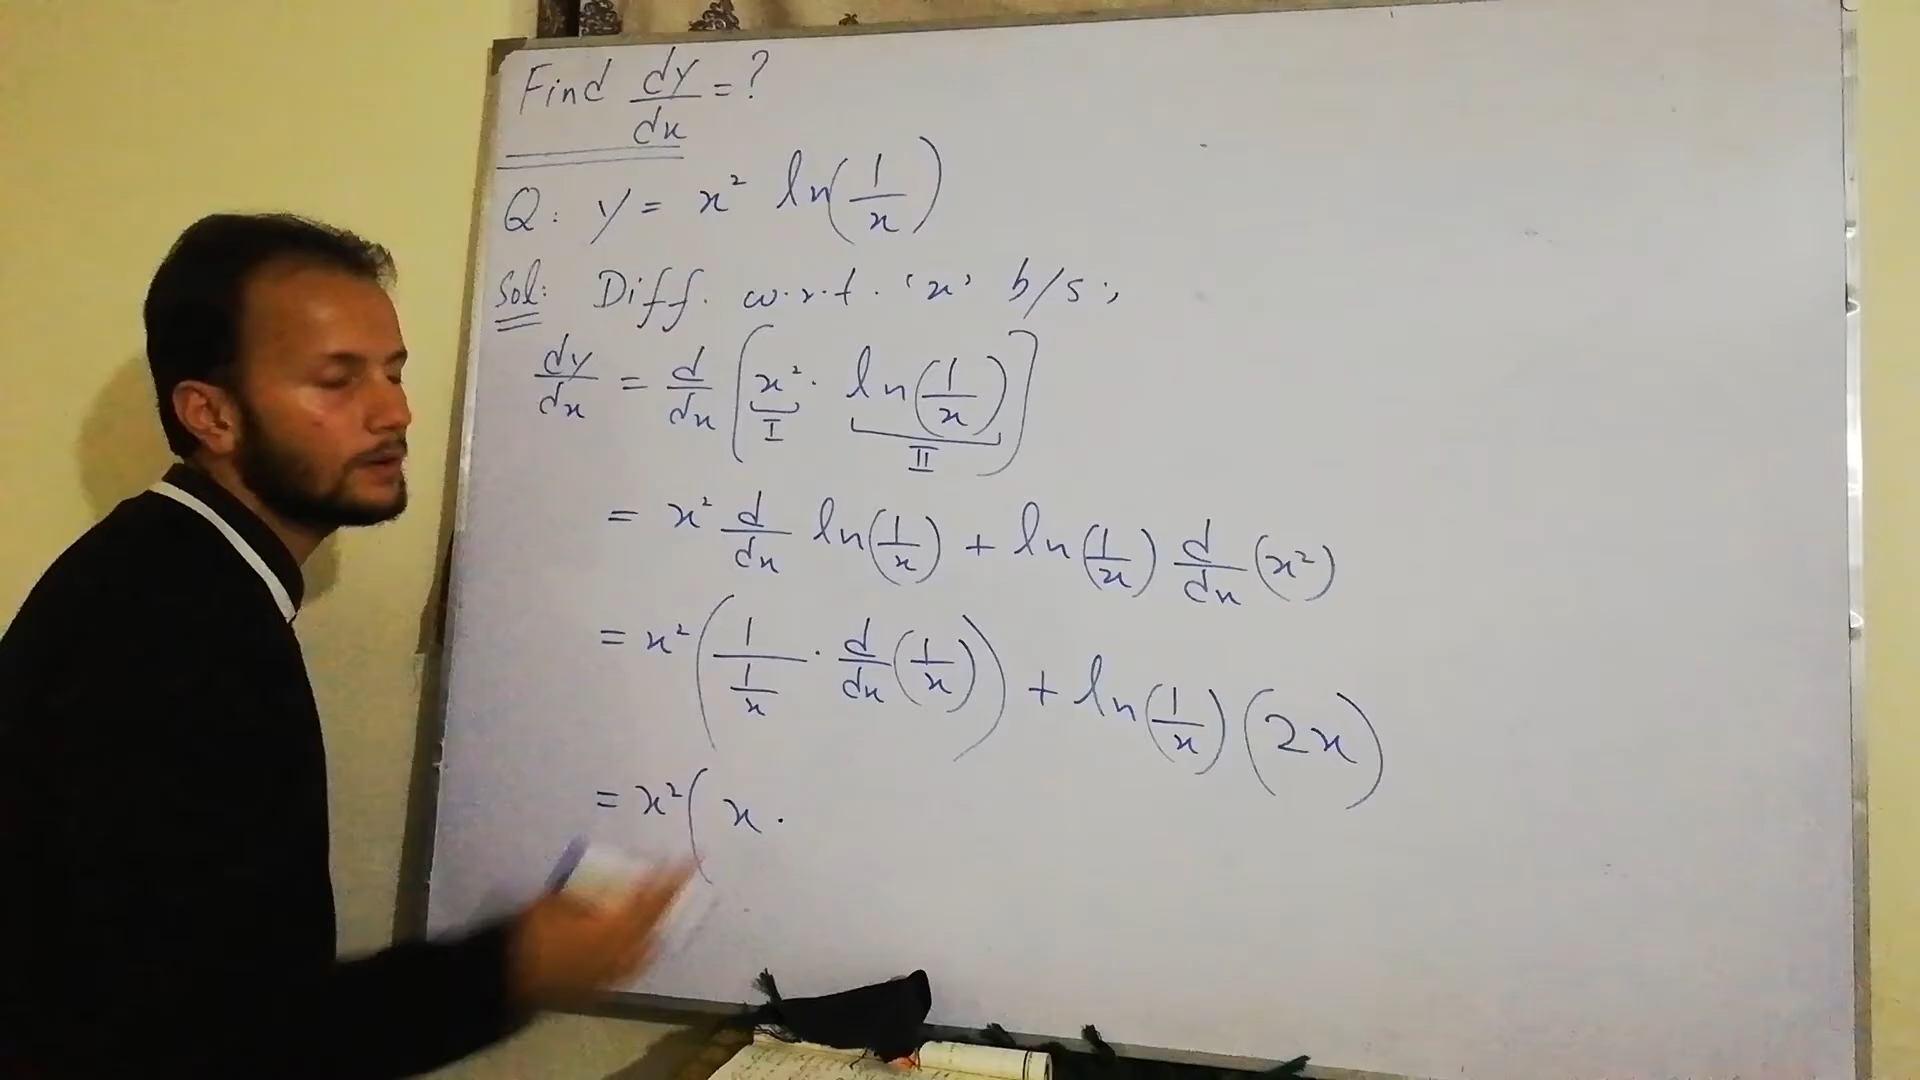 Find dy/dx = ?
Q: y = x² ln(1/x)
Sol: Diff. w.r.t. 'x' b/s;
dy/dx = d/dx [x² · ln(1/x)]
I II
= x² d/dx ln(1/x) + ln(1/x) d/dx (x²)
= x² (1/(1/x) · d/dx (1/x)) + ln(1/x) (2x)
= x² ( x ·